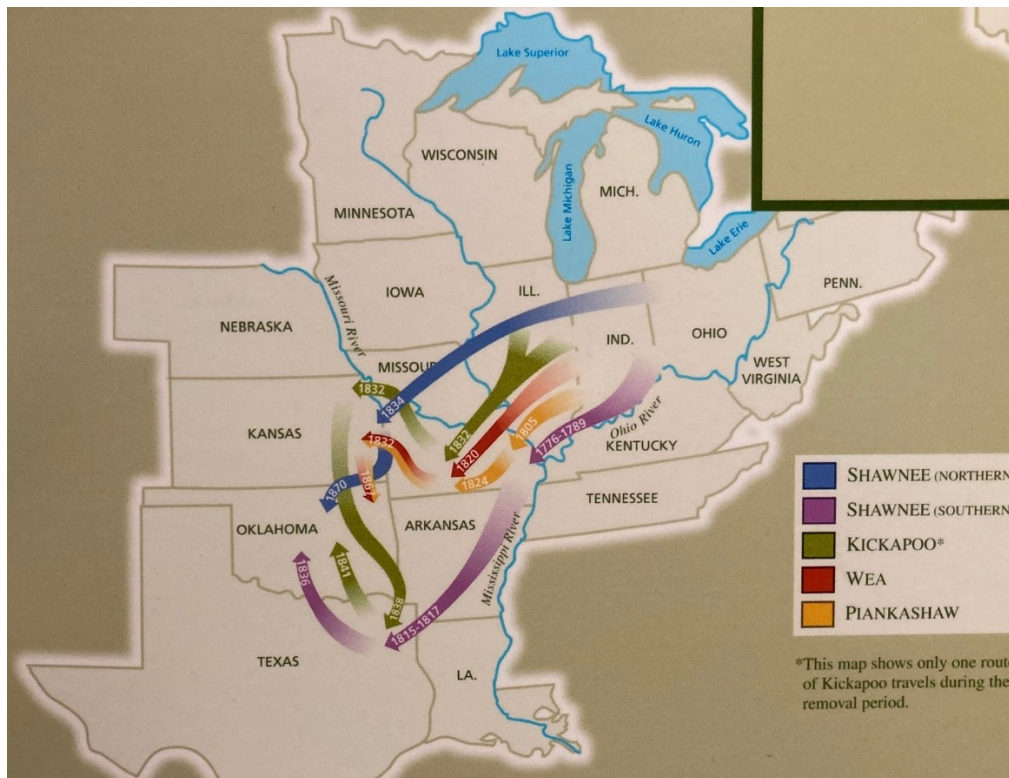 Lake Superior
Lake Huron
WISCONSIN
Lake Michigan
MICH.
MINNESOTA
Lake Erie
PENN.
Missouri River
IOWA
ILL.
NEBRASKA
OHIO
IND.
WEST
VIRGINIA
MISSOUR
1832
1834
KANSAS
1832
1832
1820
1805
1824
1776-1789
Ohio River
KENTUCKY
1867
1870
TENNESSEE
OKLAHOMA
ARKANSAS
Mississippi River
1836
1841
1838
1815-1817
TEXAS
LA.
SHAWNEE (NORTHERN
SHAWNEE (SOUTHERN
KICKAPOO*
WEA
PIANKASHAW
*This map shows only one rout
of Kickapoo travels during the
removal period.